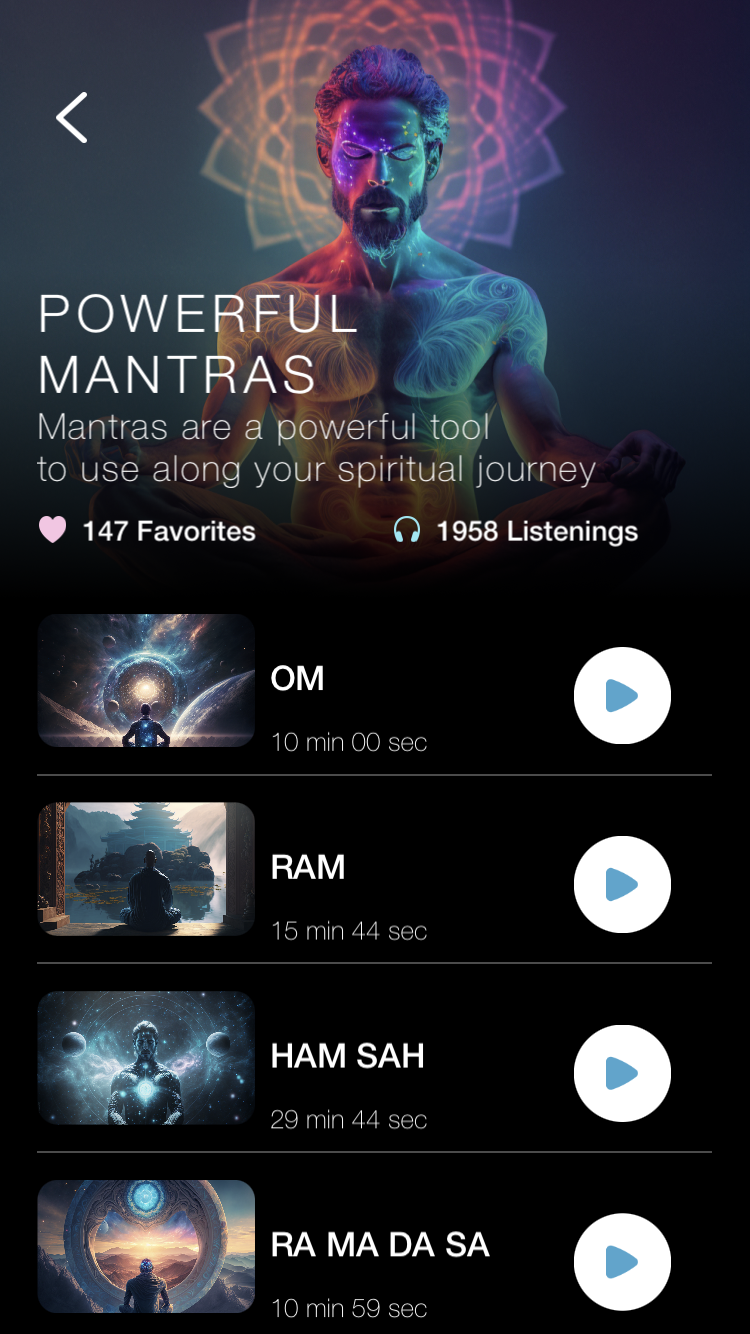 POWERFUL
MANTRAS
Mantras are a powerful tool
to use along your spiritual journey
147 Favorites
1958 Listenings
OM
10 min 00 sec
RAM
15 min 44 sec
HAM SAH
29 min 44 sec
RA MA DA SA
10 min 59 sec